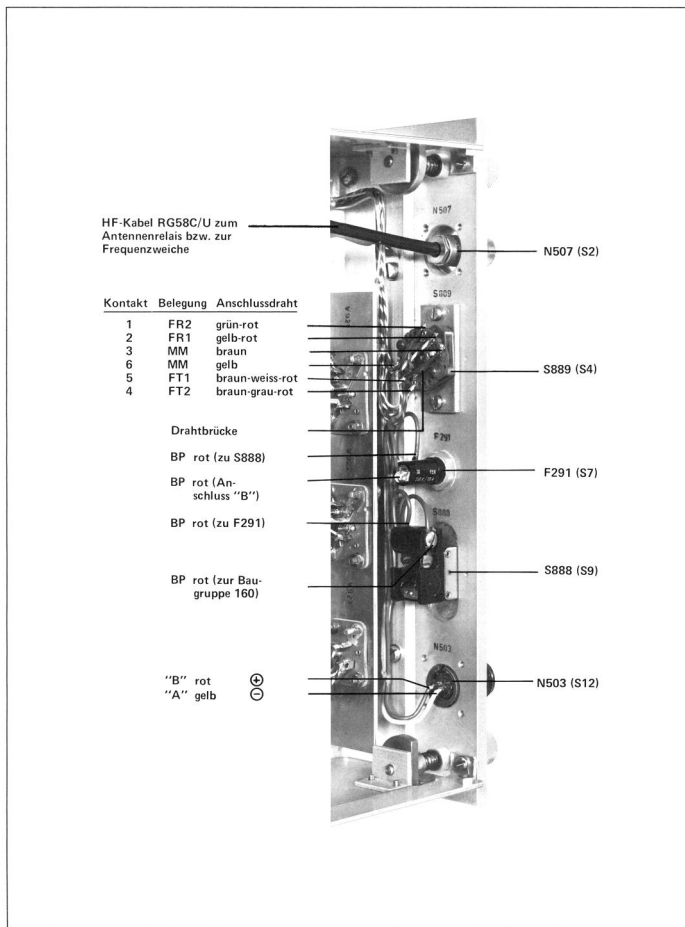 N507
HF-Kabel RG58C/U zum
Antennenrelais bzw. zur
Frequenzweiche
N507 (S2)
S889
Kontakt Belegung Anschlussdraht
1 FR2 grün-rot
2 FR1 gelb-rot
3 MM braun
6 MM gelb
5 FT1 braun-weiss-rot
4 FT2 braun-grau-rot
S889 (S4)
Drahtbrücke
F291
BP rot (zu S888)
F291 (S7)
BP rot (An-
schluss "B")
S888
BP rot (zu F291)
BP rot (zur Bau-
gruppe 160)
S888 (S9)
N503
"B" rot ⊕
"A" gelb ⊖
N503 (S12)